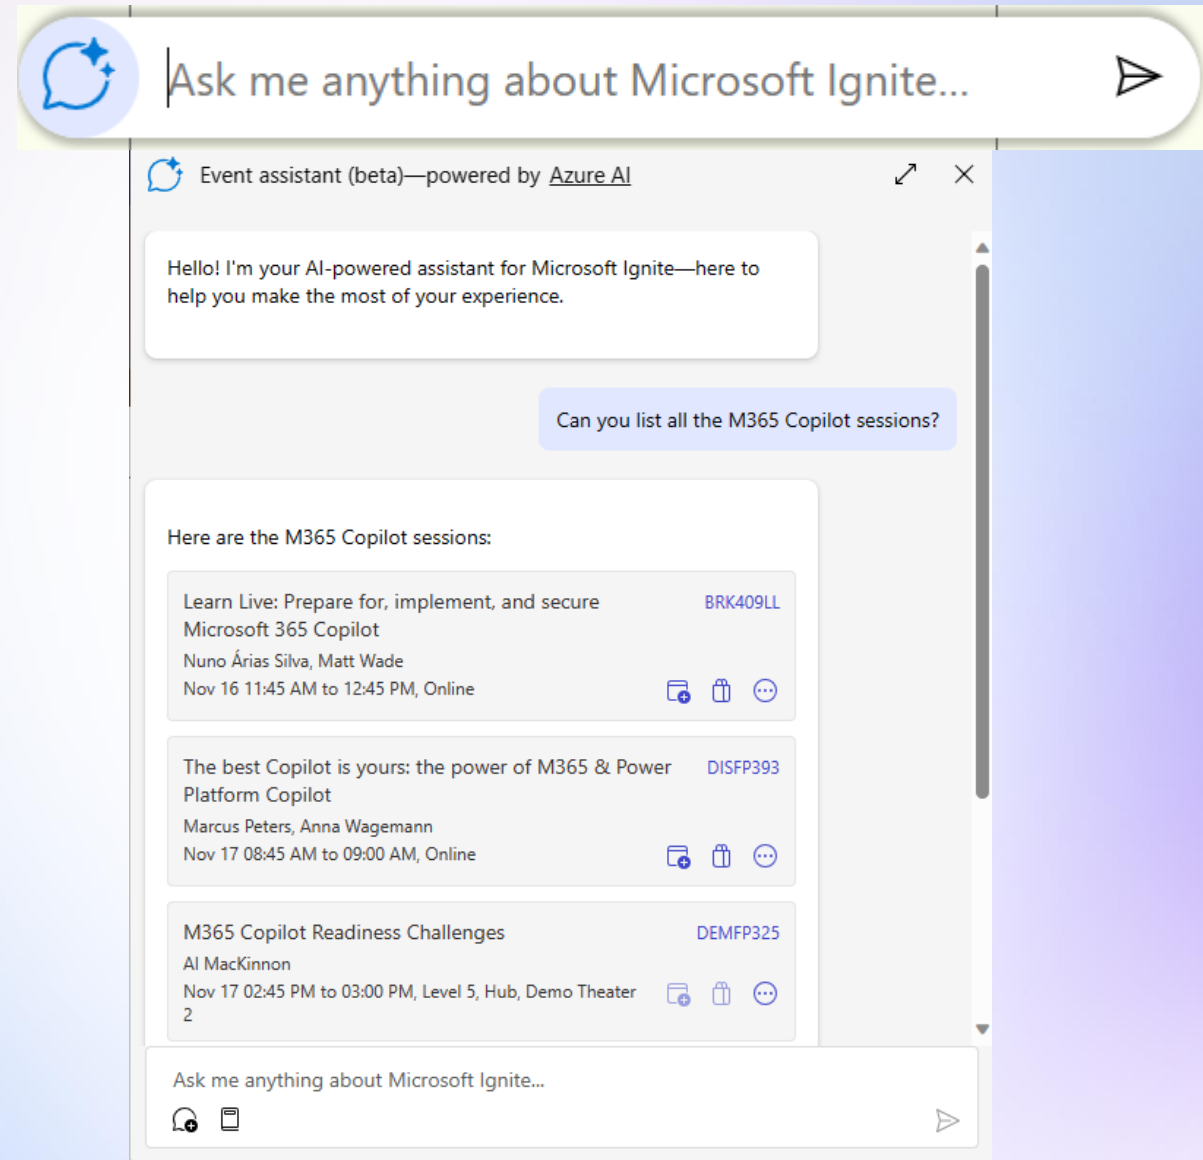 Ask me anything about Microsoft Ignite...
Event assistant (beta)—powered by Azure AI
Hello! I'm your AI-powered assistant for Microsoft Ignite—here to
help you make the most of your experience.
Can you list all the M365 Copilot sessions?
Here are the M365 Copilot sessions:
Learn Live: Prepare for, implement, and secure BRK409LL
Microsoft 365 Copilot
Nuno Árias Silva, Matt Wade
Nov 16 11:45 AM to 12:45 PM, Online
The best Copilot is yours: the power of M365 & Power DISFP393
Platform Copilot
Marcus Peters, Anna Wagemann
Nov 17 08:45 AM to 09:00 AM, Online
M365 Copilot Readiness Challenges DEMFP325
Al MacKinnon
Nov 17 02:45 PM to 03:00 PM, Level 5, Hub, Demo Theater
2
Ask me anything about Microsoft Ignite...